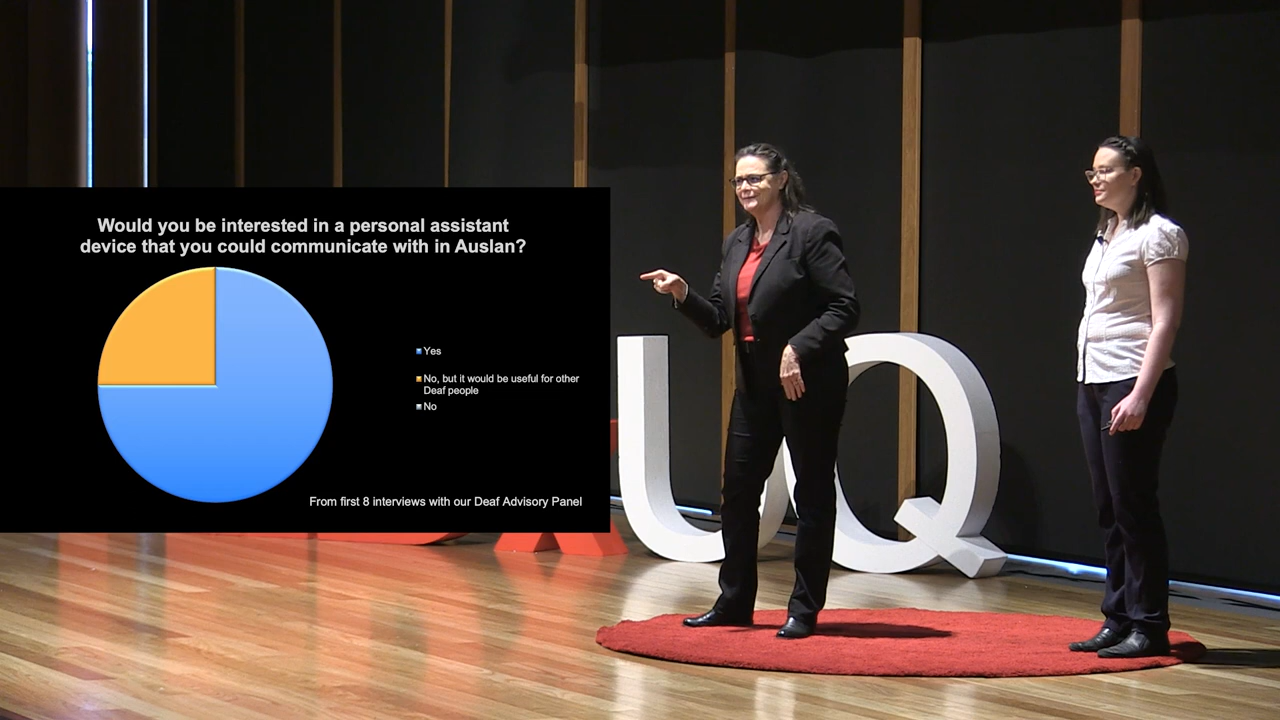 Would you be interested in a personal assistant
device that you could communicate with in Auslan?
Yes
No, but it would be useful for other
Deaf people
No
From first 8 interviews with our Deaf Advisory Panel
x
UQ